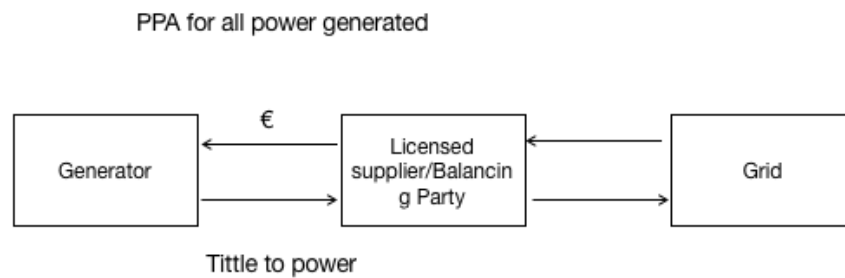 PPA for all power generated
€
Generator
Licensed
supplier/Balancin
g Party
Grid
Tittle to power